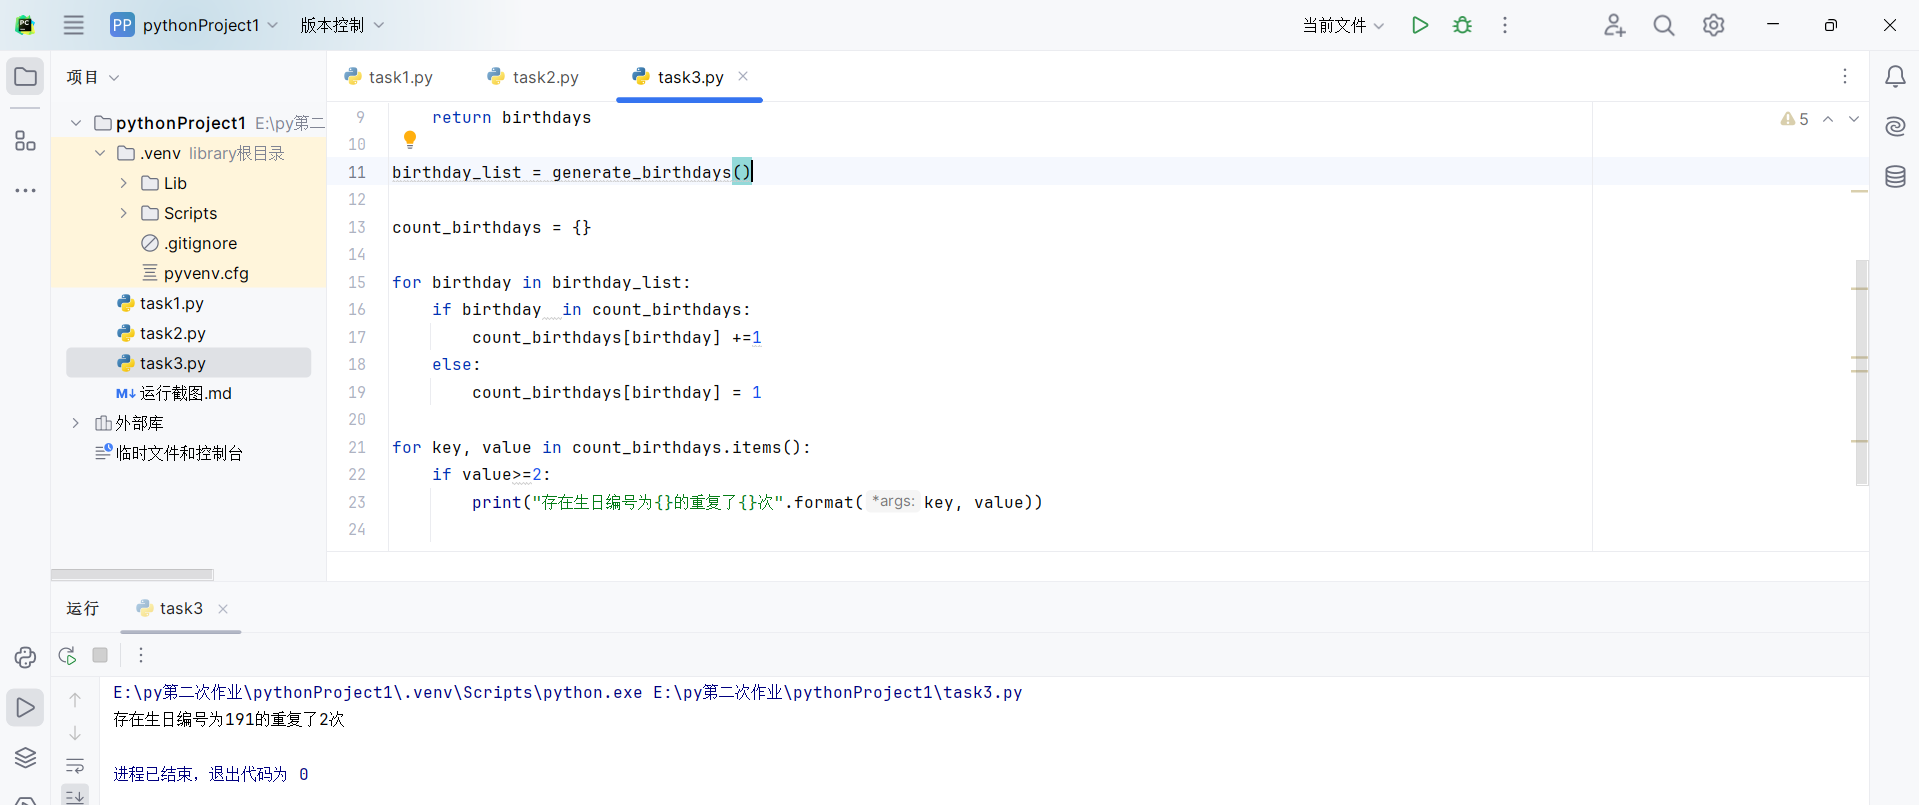 PC
PP pythonProject1 版本控制 当前文件
项目
task1.py task2.py task3.py
pythonProject1 E:\py第二
.venv library根目录
Lib
Scripts
.gitignore
pyvenv.cfg
task1.py
task2.py
task3.py
M↓ 运行截图.md
外部库
临时文件和控制台
5
9 return birthdays
10
11 birthday_list = generate_birthdays()
12
13 count_birthdays = {}
14
15 for birthday in birthday_list:
16 if birthday  in count_birthdays:
17 count_birthdays[birthday] +=1
18 else:
19 count_birthdays[birthday] = 1
20
21 for key, value in count_birthdays.items():
22 if value>=2:
23 print("存在生日编号为{}的重复了{}次".format( *args: key, value))
24
运行 task3
E:\py第二次作业\pythonProject1\.venv\Scripts\python.exe E:\py第二次作业\pythonProject1\task3.py
存在生日编号为191的重复了2次
进程已结束，退出代码为 0